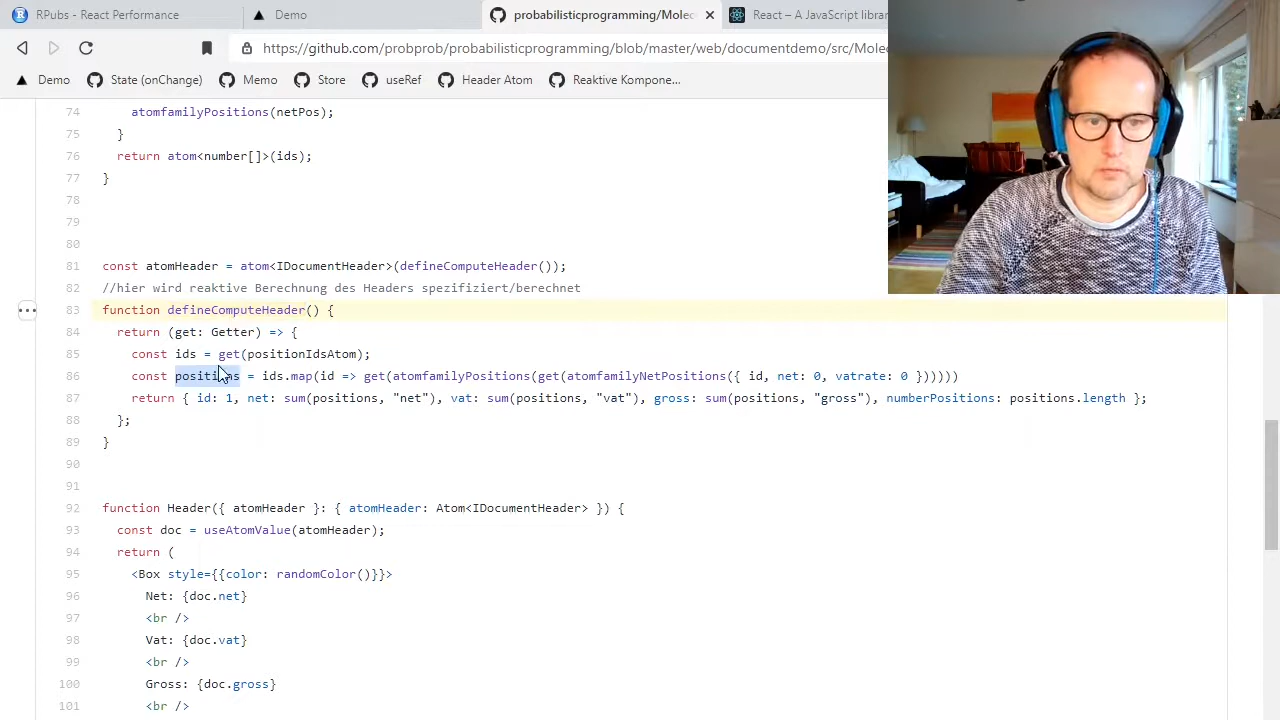 RPubs - React Performance
Demo
probabilisticprogramming/Molec
React – A JavaScript librar
https://github.com/probprob/probabilisticprogramming/blob/master/web/documentdemo/src/Molec
Demo
State (onChange)
Memo
Store
useRef
Header Atom
Reaktive Kompone...
74 atomfamilyPositions(netPos);
75 }
76 return atom<number[]>(ids);
77 }
78
79
80
81 const atomHeader = atom<IDocumentHeader>(defineComputeHeader());
82 //hier wird reaktive Berechnung des Headers spezifiziert/berechnet
83 function defineComputeHeader() {
84 return (get: Getter) => {
85 const ids = get(positionIdsAtom);
86 const positions = ids.map(id => get(atomfamilyPositions(get(atomfamilyNetPositions({ id, net: 0, vatrate: 0 })))))
87 return { id: 1, net: sum(positions, "net"), vat: sum(positions, "vat"), gross: sum(positions, "gross"), numberPositions: positions.length };
88 };
89 }
90
91
92 function Header({ atomHeader }: { atomHeader: Atom<IDocumentHeader> }) {
93 const doc = useAtomValue(atomHeader);
94 return (
95 <Box style={{color: randomColor()}}>
96 Net: {doc.net}
97 <br />
98 Vat: {doc.vat}
99 <br />
100 Gross: {doc.gross}
101 <br />